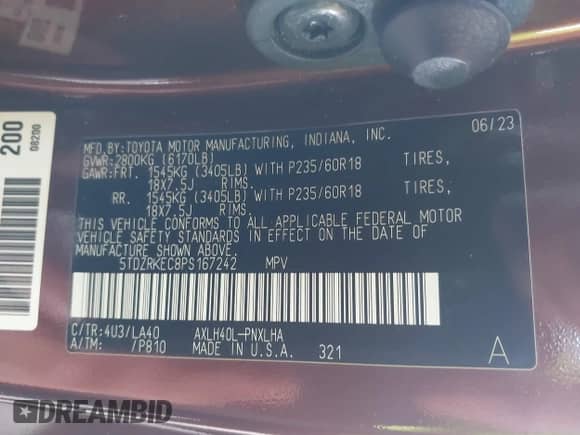 200
08200
06/23
MFD.BY:TOYOTA MOTOR MANUFACTURING, INDIANA, INC.
GVWR:2800KG (6170LB)
GAWR:FRT. 1545KG (3405LB) WITH P235/60R18 TIRES,
18X7.5J RIMS.
RR. 1545KG (3405LB) WITH P235/60R18 TIRES,
18X7.5J RIMS.
THIS VEHICLE CONFORMS TO ALL APPLICABLE FEDERAL MOTOR
VEHICLE SAFETY STANDARDS IN EFFECT ON THE DATE OF
MANUFACTURE SHOWN ABOVE.
5TDZRKEC8PS167242 MPV
C/TR:4U3/LA40 AXLH40L-PNXLHA
A/TM: /P810 MADE IN U.S.A. 321 A
DREAMBID